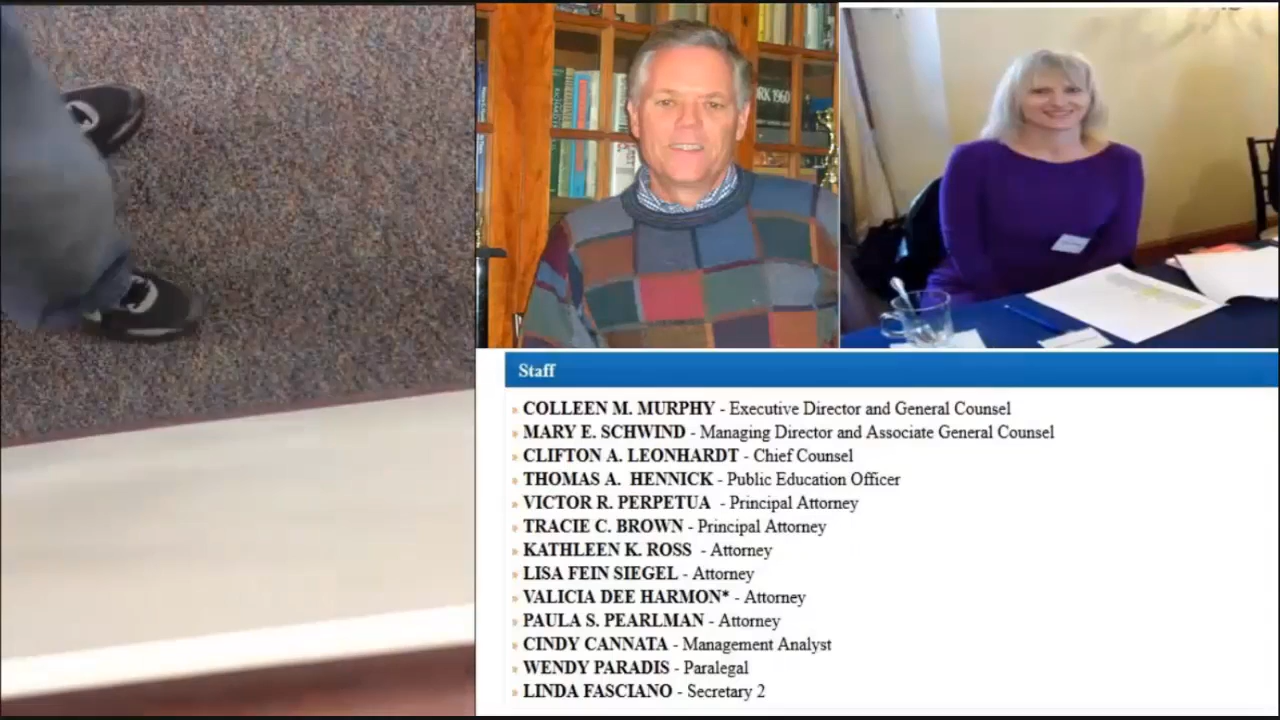 RK 1960
Staff
» COLLEEN M. MURPHY - Executive Director and General Counsel
» MARY E. SCHWIND - Managing Director and Associate General Counsel
» CLIFTON A. LEONHARDT - Chief Counsel
» THOMAS A. HENNICK - Public Education Officer
» VICTOR R. PERPETUA - Principal Attorney
» TRACIE C. BROWN - Principal Attorney
» KATHLEEN K. ROSS - Attorney
» LISA FEIN SIEGEL - Attorney
» VALICIA DEE HARMON* - Attorney
» PAULA S. PEARLMAN - Attorney
» CINDY CANNATA - Management Analyst
» WENDY PARADIS - Paralegal
» LINDA FASCIANO - Secretary 2